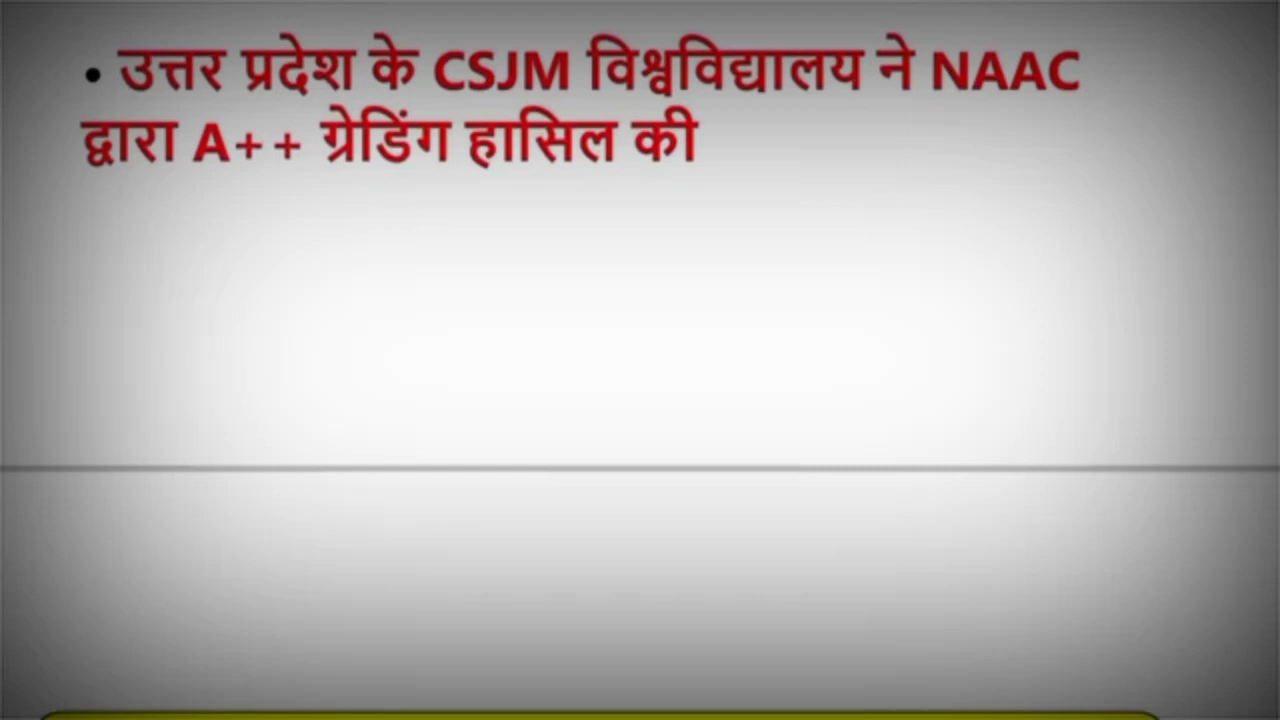 • उत्तर प्रदेश के CSJM विश्वविद्यालय ने NAAC
द्वारा A++ ग्रेडिंग हासिल की